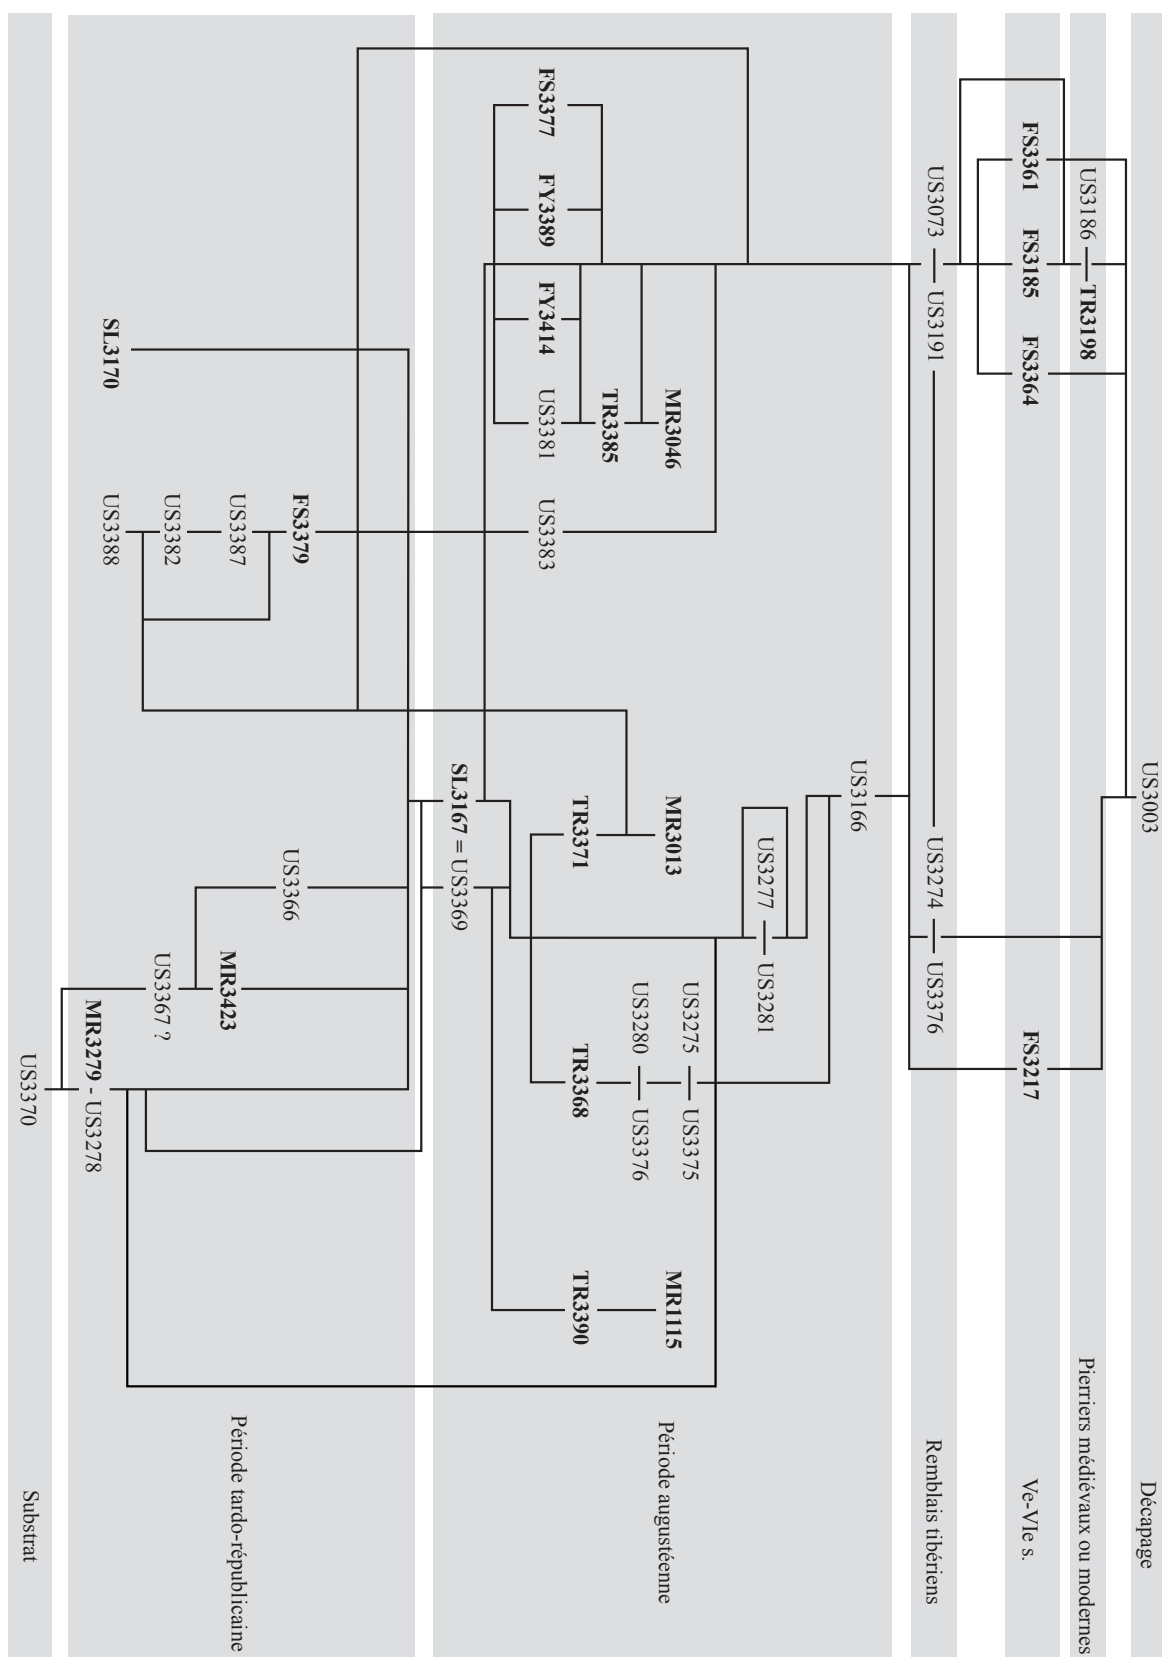 US3003
Décapage
US3186
TR3198
Pierriers médiévaux ou modernes
FS3361
FS3185
FS3364
FS3217
Ve-VIe s.
US3073
US3191
US3274
US3376
Remblais tibériens
US3166
US3277
US3281
US3275
US3375
MR3046
MR3013
MR1115
US3280
US3376
TR3385
TR3371
TR3368
TR3390
FS3377
FY3389
FY3414
US3381
US3383
SL3167 = US3369
Période augustéenne
FS3379
US3366
US3387
MR3423
US3382
US3367 ?
SL3170
US3388
MR3279 - US3278
Période tardo-républicaine
US3370
Substrat